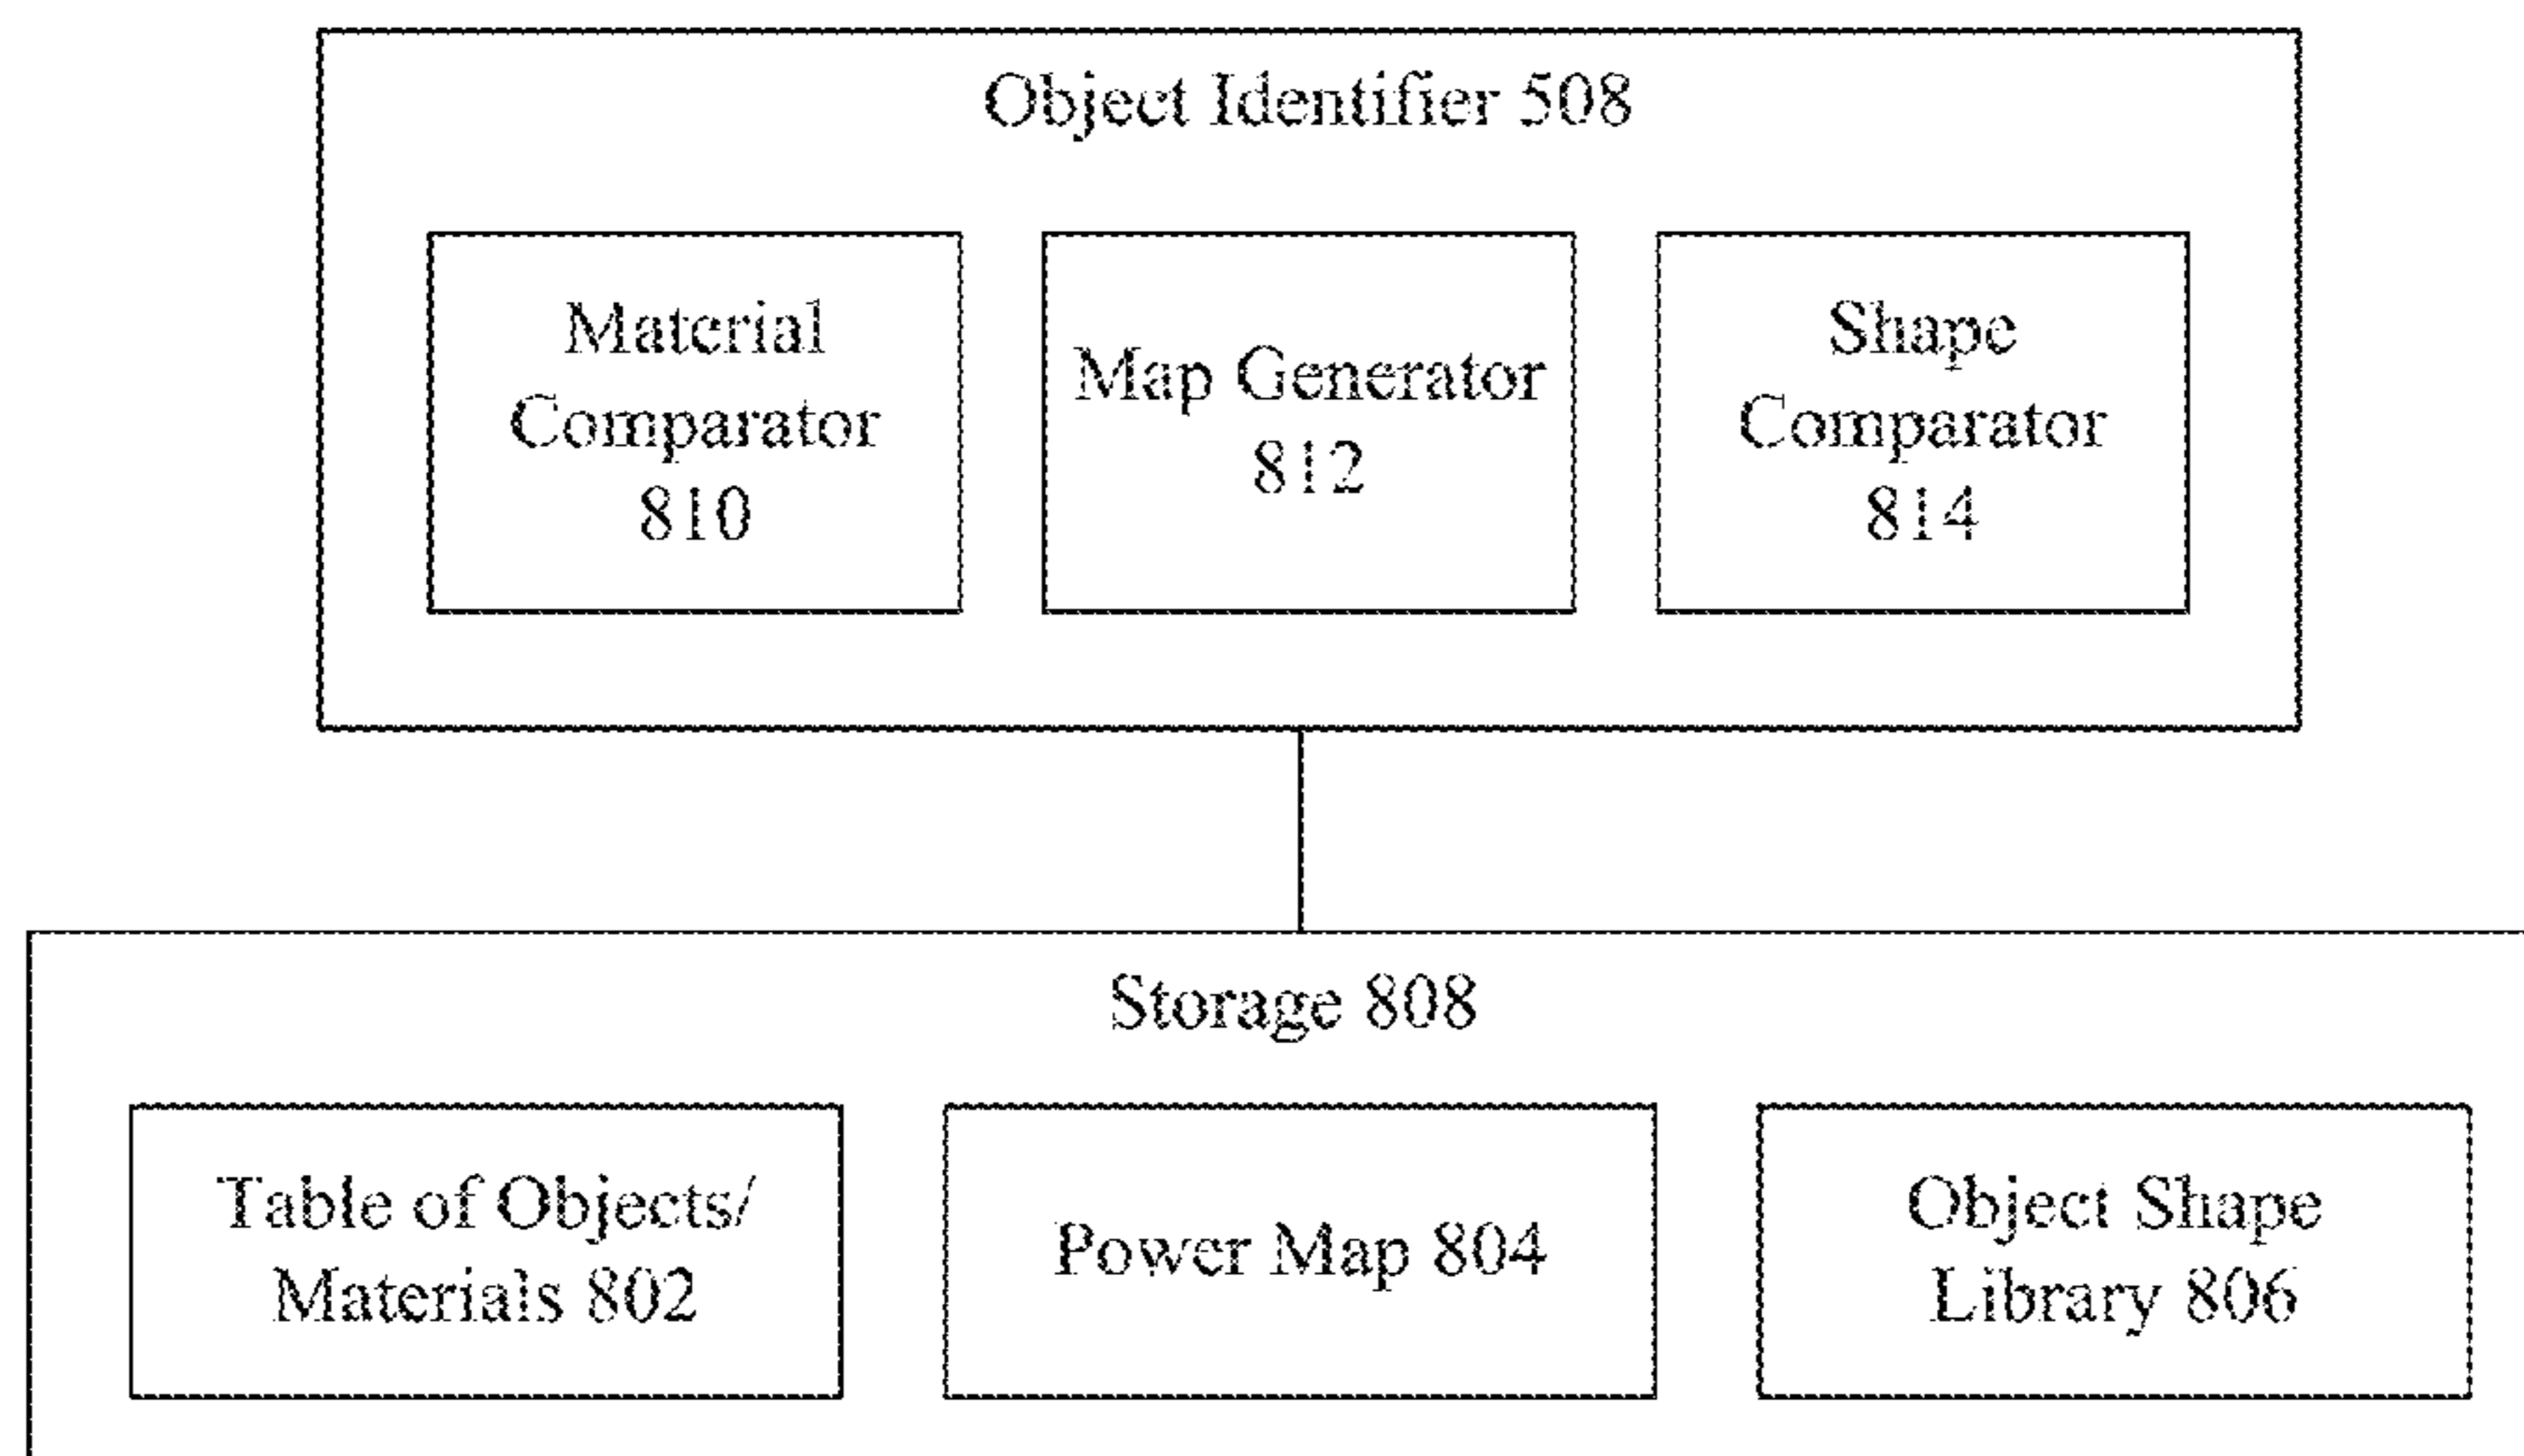 Object Identifier 508
Material
Comparator
810
Map Generator
812
Shape
Comparator
814
Storage 808
Table of Objects/
Materials 802
Power Map 804
Object Shape
Library 806